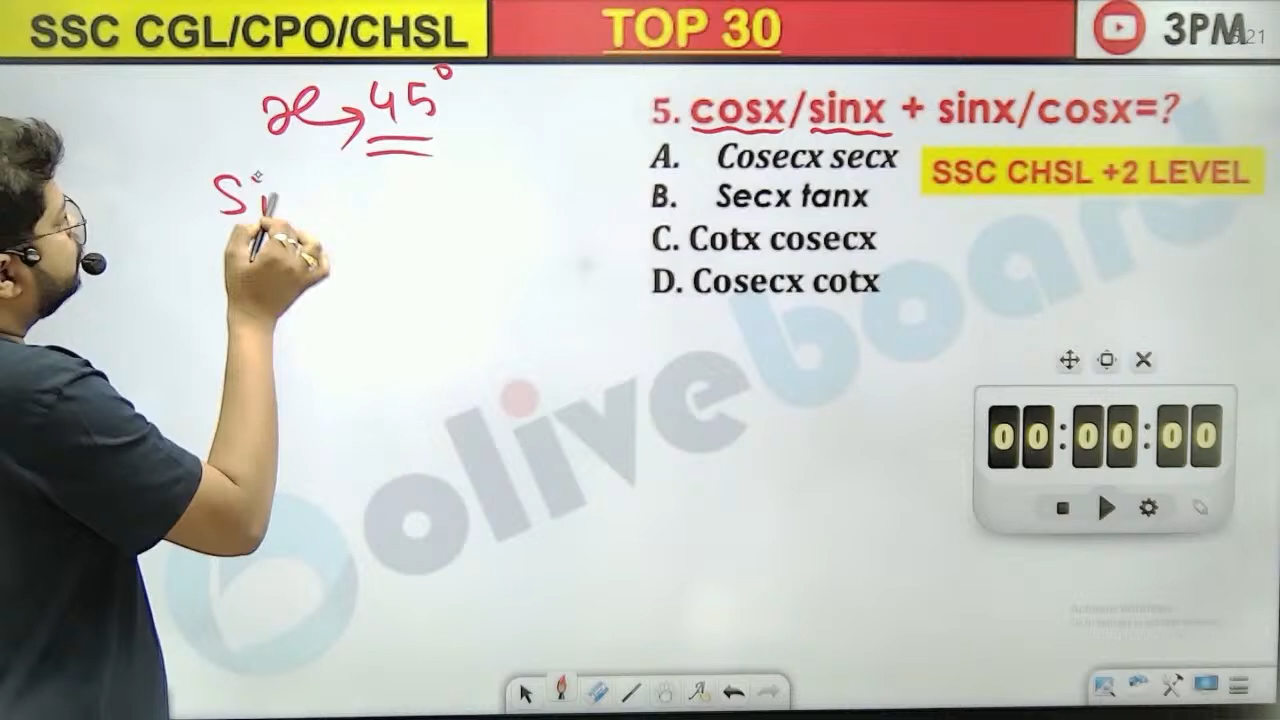 SSC CGL/CPO/CHSL
TOP 30
3PM
x → 45°
Si
5. cosx/sinx + sinx/cosx=?
A. Cosecx secx
B. Secx tanx
C. Cotx cosecx
D. Cosecx cotx
SSC CHSL +2 LEVEL
oliveboard
00:00:00